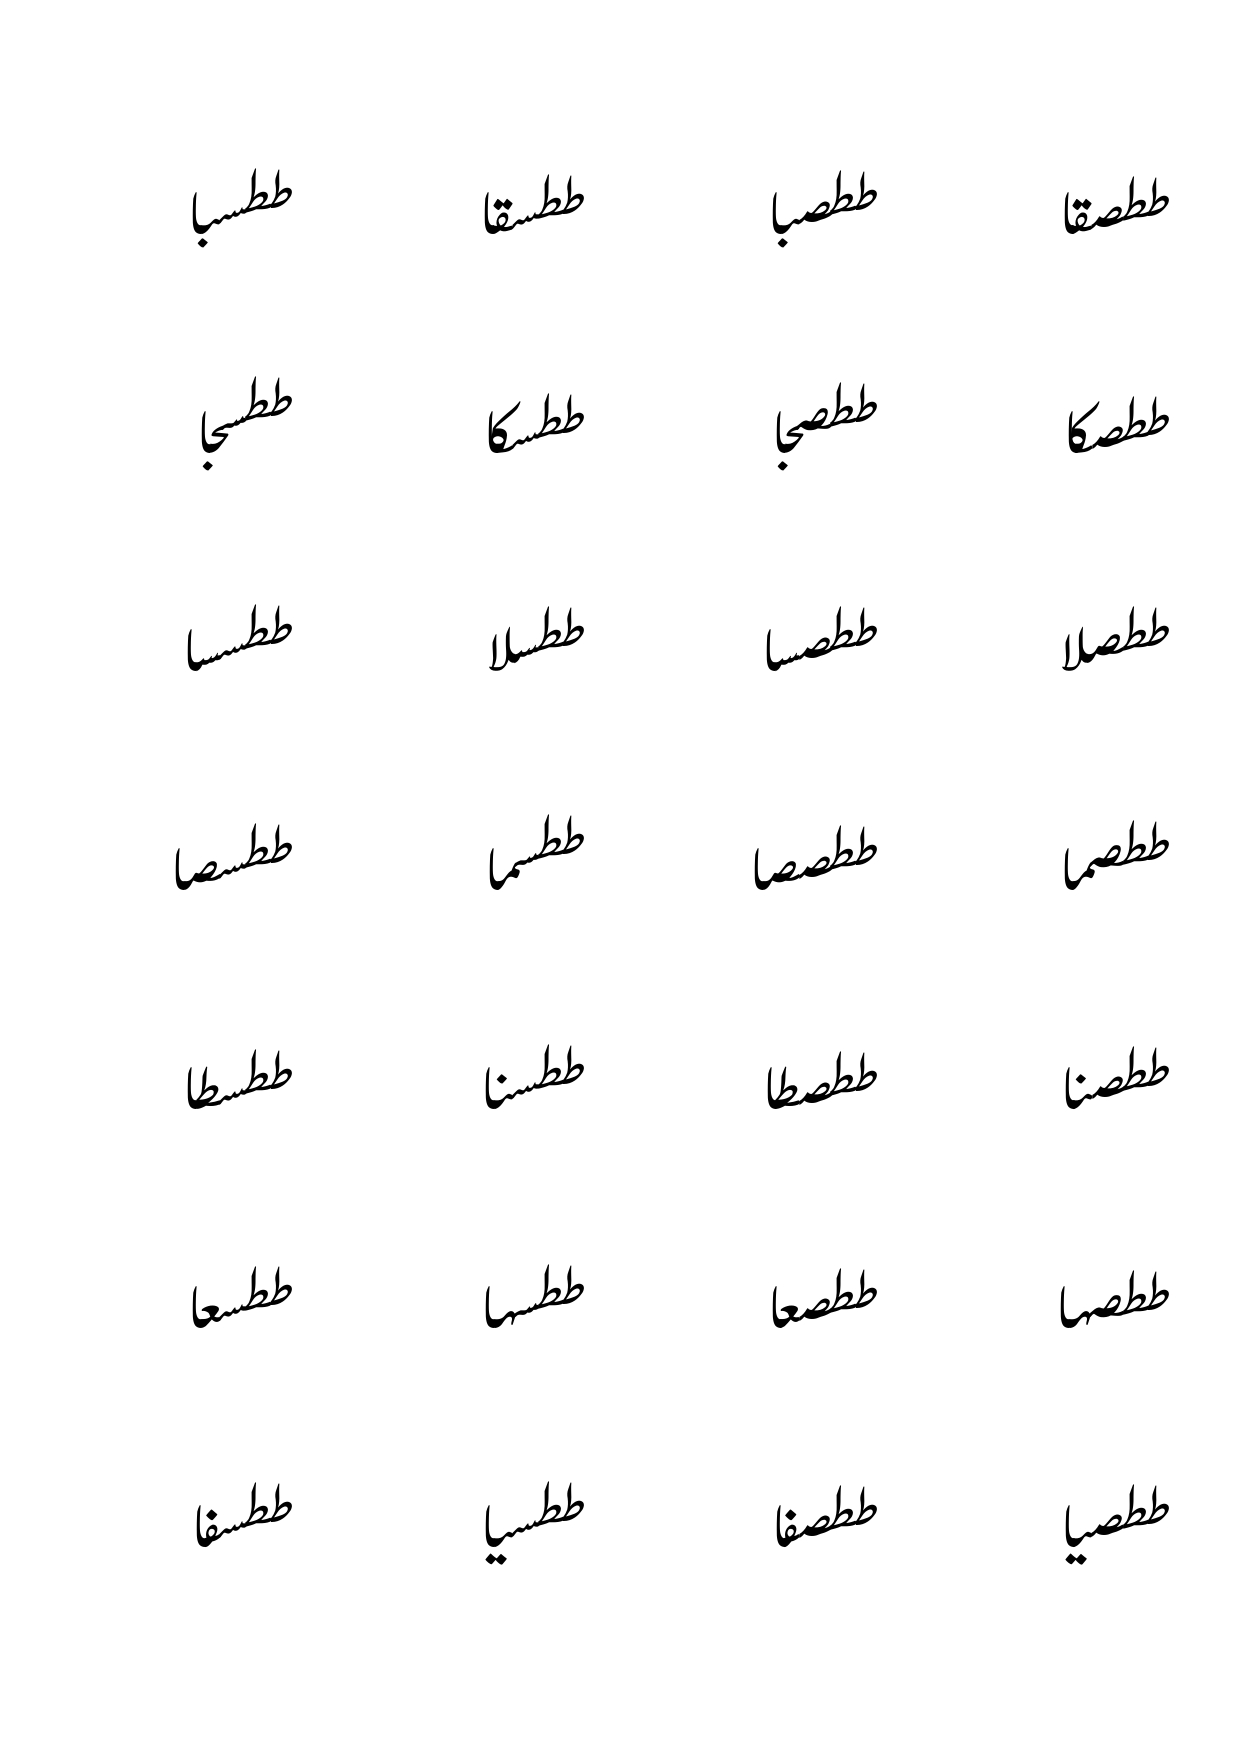 ططصقا ططصبا ططسقا ططسبا
ططصكا ططصجا ططسكا ططسجا
ططصلا ططصسا ططسلا ططسسا
ططصما ططصصا ططسما ططسصا
ططصنا ططصطا ططسنا ططسطا
ططصها ططصعا ططسها ططسعا
ططصيا ططصفا ططسيا ططسفا